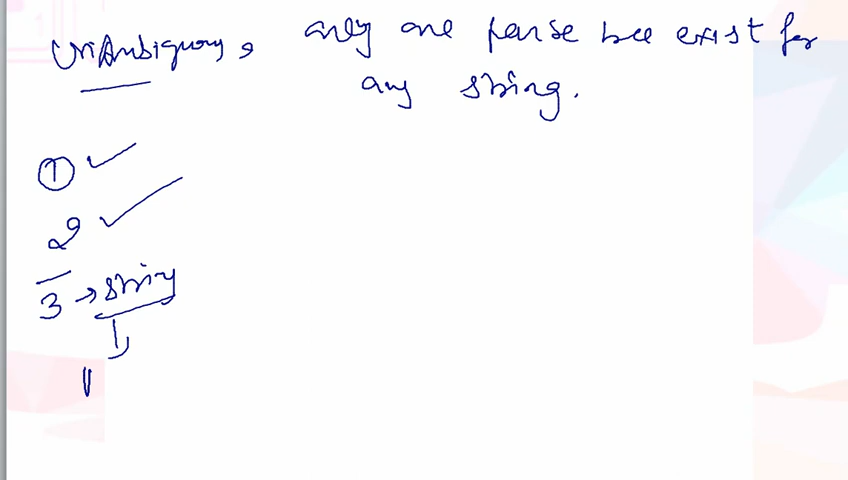 UnAmbiguous, only one parse tree exist for
any string.
① ✓
2 ✓
3 → string